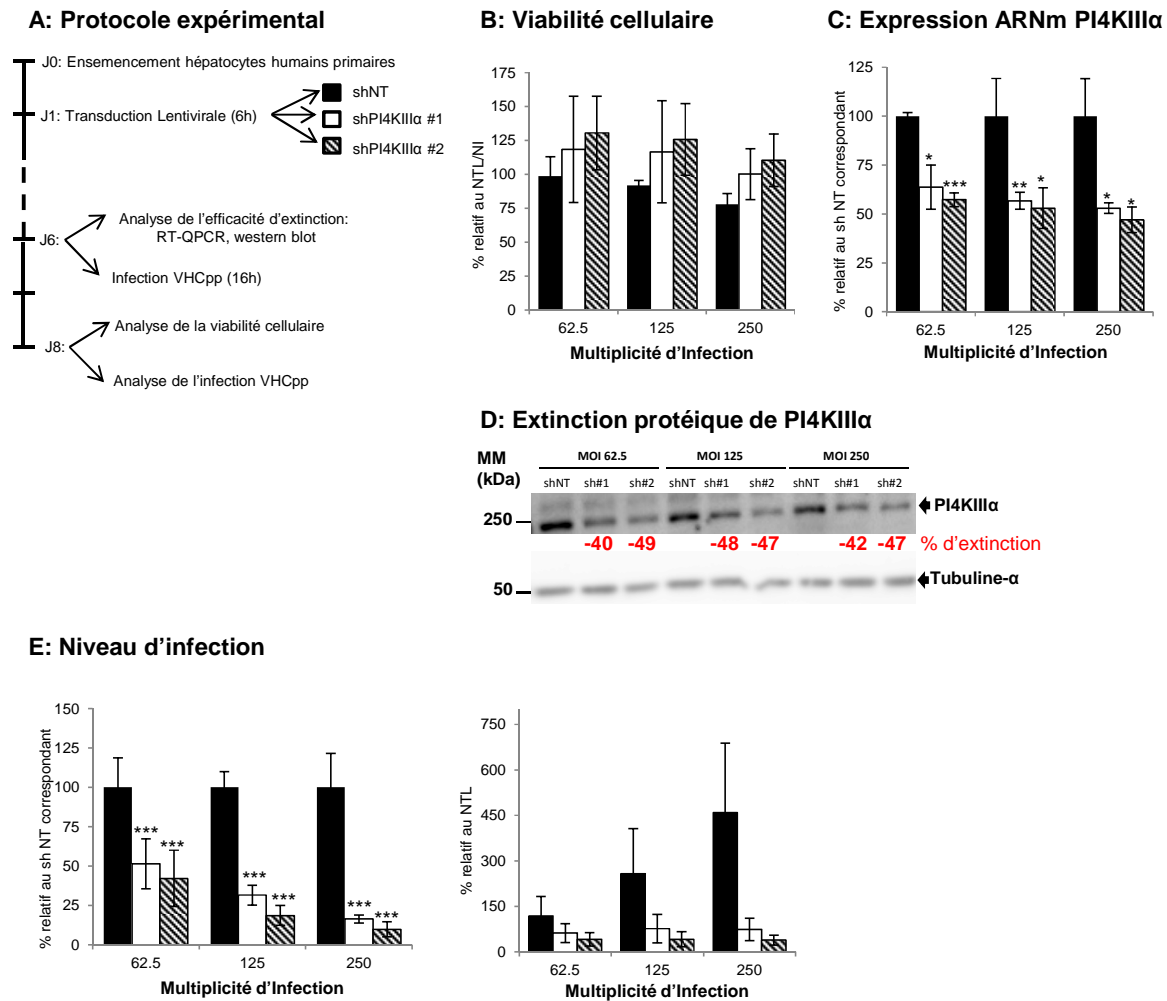 A: Protocole expérimental
J0: Ensemencement hépatocytes humains primaires
J1: Transduction Lentivirale (6h)
shNT
shPI4KIIIα #1
shPI4KIIIα #2
J6:
Analyse de l'efficacité d'extinction:
RT-QPCR, western blot
Infection VHCpp (16h)
J8:
Analyse de la viabilité cellulaire
Analyse de l'infection VHCpp
B: Viabilité cellulaire
% relatif au NTL/NI
175
150
125
100
75
50
25
0
62.5 125 250
Multiplicité d'Infection
C: Expression ARNm PI4KIIIα
% relatif au sh NT correspondant
125
100
75
50
25
0
* *** ** * * *
62.5 125 250
Multiplicité d'Infection
D: Extinction protéique de PI4KIIIα
MM
(kDa)
MOI 62.5 MOI 125 MOI 250
shNT sh#1 sh#2 shNT sh#1 sh#2 shNT sh#1 sh#2
250
PI4KIIIα
-40 -49 -48 -47 -42 -47 % d'extinction
50
Tubuline-α
E: Niveau d'infection
% relatif au sh NT correspondant
150
125
100
75
50
25
0
*** *** *** *** *** ***
62.5 125 250
Multiplicité d'Infection
% relatif au NTL
750
600
450
300
150
0
62.5 125 250
Multiplicité d'Infection